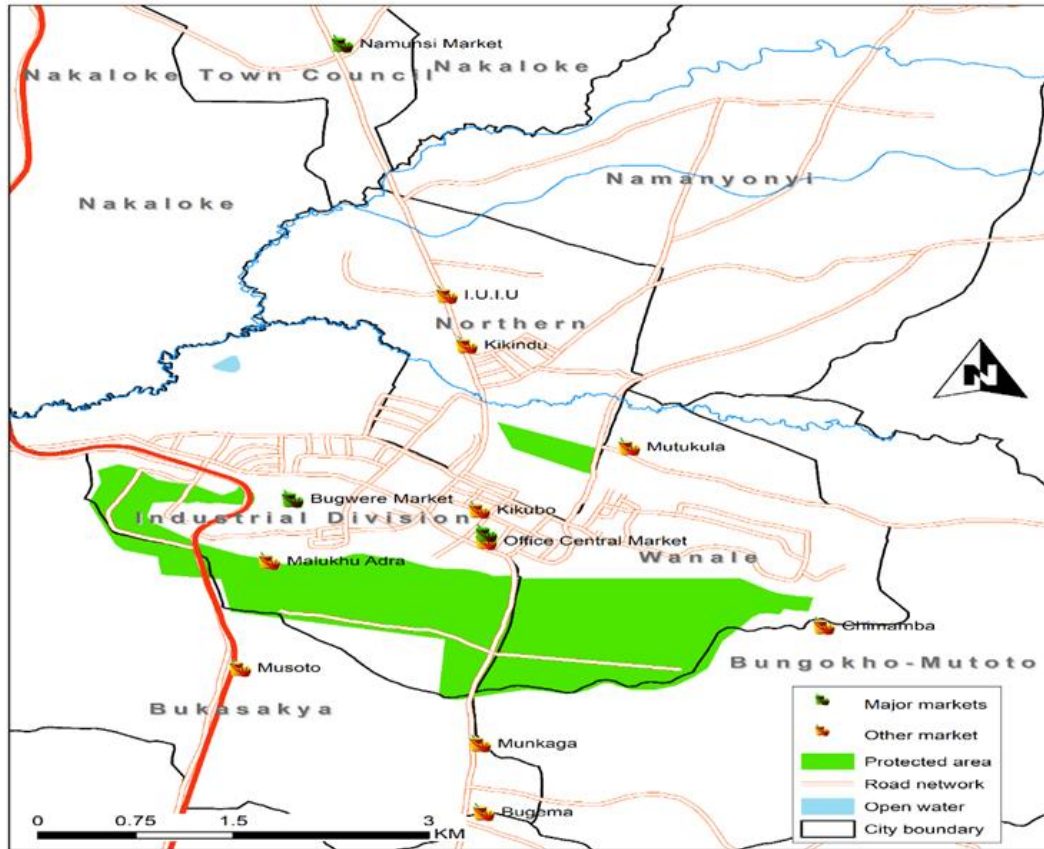 Namunsi Market
Nakaloke Town Council
Nakaloke
Nakaloke
Namanyonyi
I.U.I.U
Northern
Kikindu
N
Mutukula
Bugwere Market
Kikubo
Industrial Division
Office Central Market
Wanale
Malukhu Adra
Chimamba
Bungokho-Mutoto
Musoto
Bukasakya
Munkaga
Bugema
Major markets
Other market
Protected area
Road network
Open water
City boundary
0 0.75 1.5 3
KM